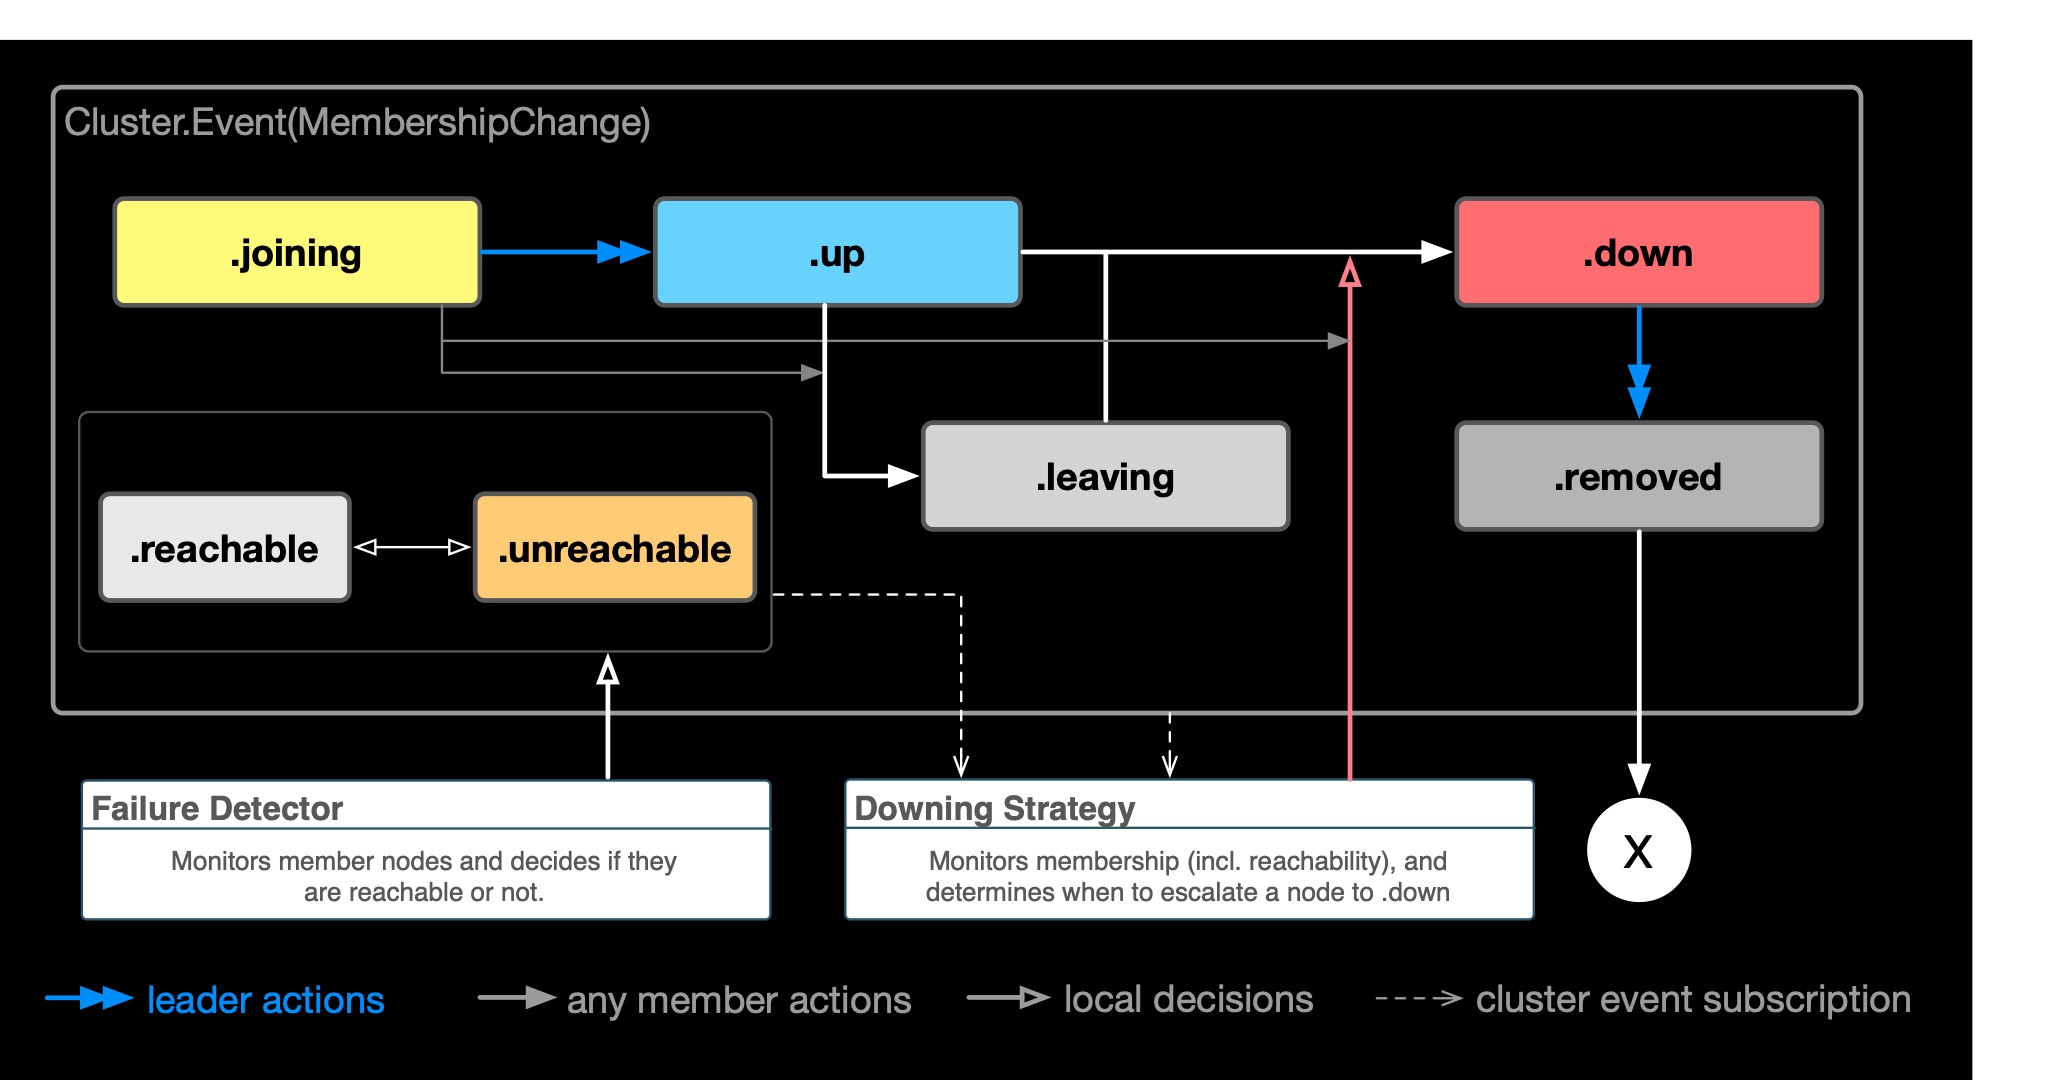 Cluster.Event(MembershipChange)
.joining
.up
.down
.leaving
.removed
.reachable
.unreachable
Failure Detector
Monitors member nodes and decides if they
are reachable or not.
Downing Strategy
Monitors membership (incl. reachability), and
determines when to escalate a node to .down
X
leader actions
any member actions
local decisions
cluster event subscription